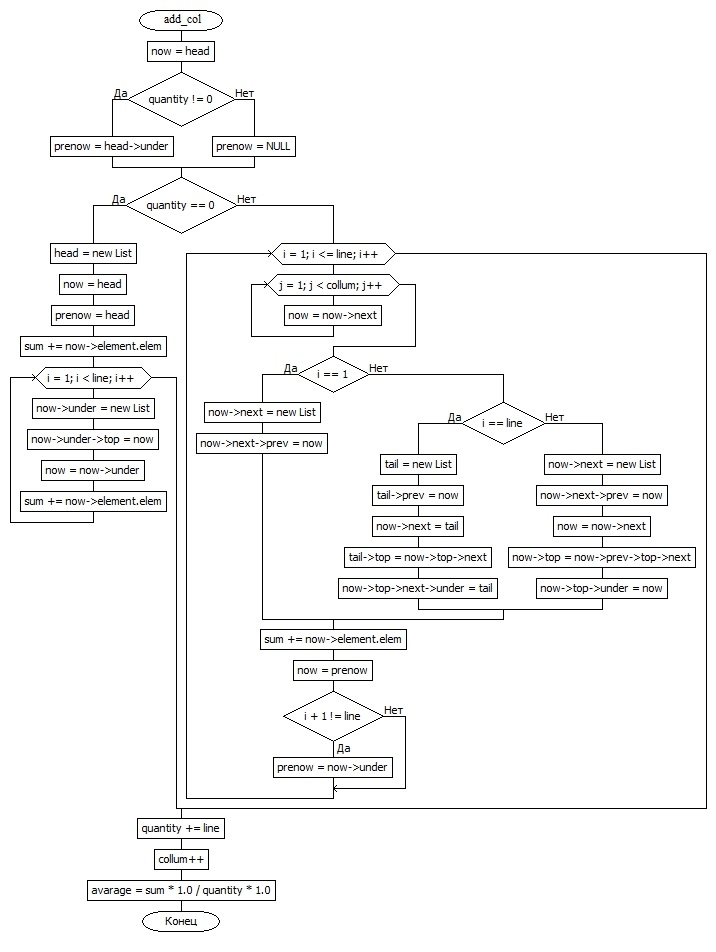 add_col
now = head
quantity != 0
Да
Нет
prenow = head->under
prenow = NULL
quantity == 0
Да
Нет
head = new List
now = head
prenow = head
sum += now->element.elem
i = 1; i < line; i++
now->under = new List
now->under->top = now
now = now->under
sum += now->element.elem
i = 1; i <= line; i++
j = 1; j < collum; j++
now = now->next
i == 1
Да
Нет
now->next = new List
now->next->prev = now
i == line
Да
Нет
tail = new List
tail->prev = now
now->next = tail
tail->top = now->top->next
now->top->next->under = tail
now->next = new List
now->next->prev = now
now = now->next
now->top = now->prev->top->next
now->top->under = now
sum += now->element.elem
now = prenow
i + 1 != line
Нет
Да
prenow = now->under
quantity += line
collum++
avarage = sum * 1.0 / quantity * 1.0
Конец